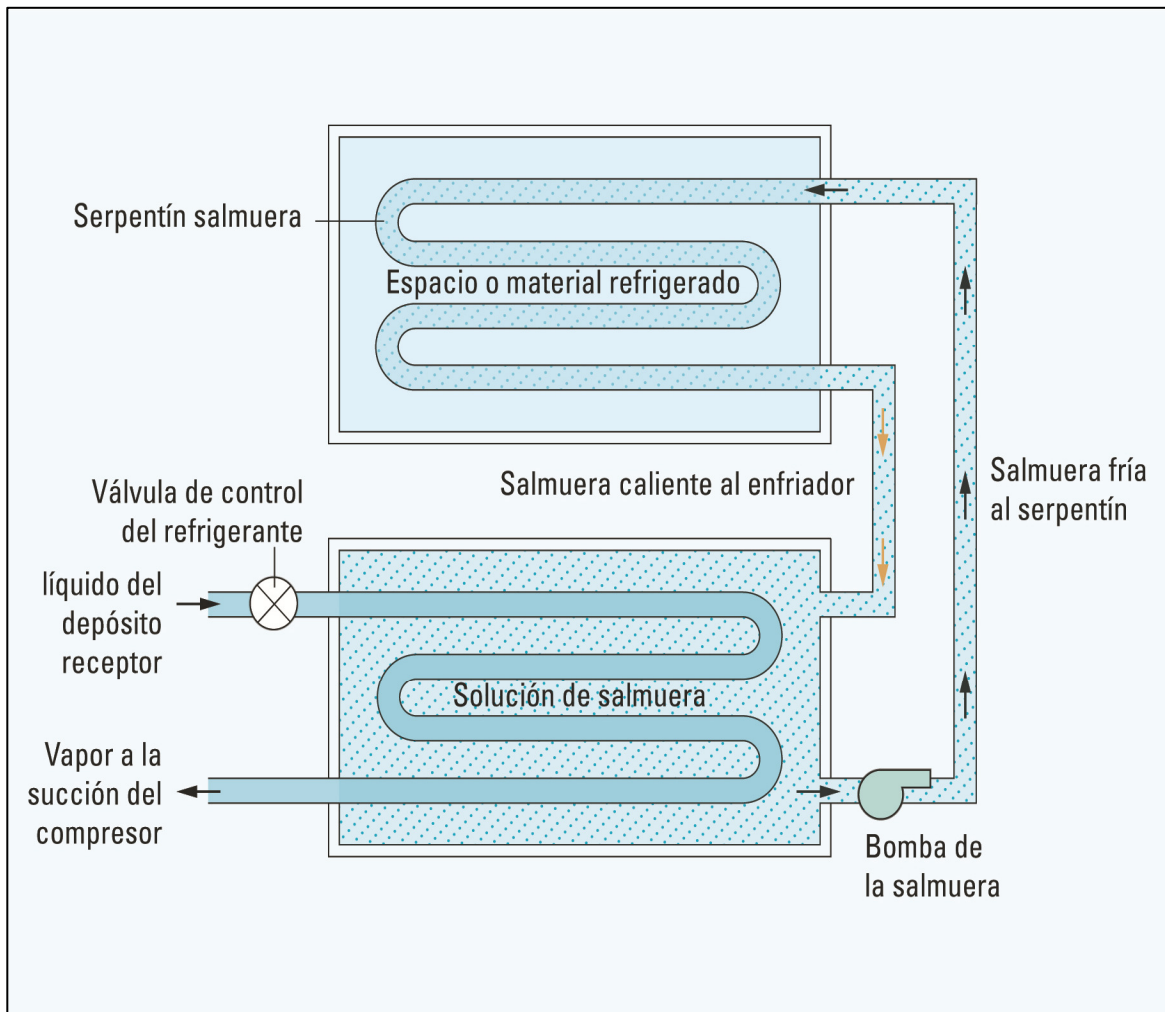 Serpentín salmuera
Espacio o material refrigerado
Salmuera caliente al enfriador
Salmuera fría
al serpentín
Válvula de control
del refrigerante
líquido del
depósito
receptor
Solución de salmuera
Vapor a la
succión del
compresor
Bomba de
la salmuera